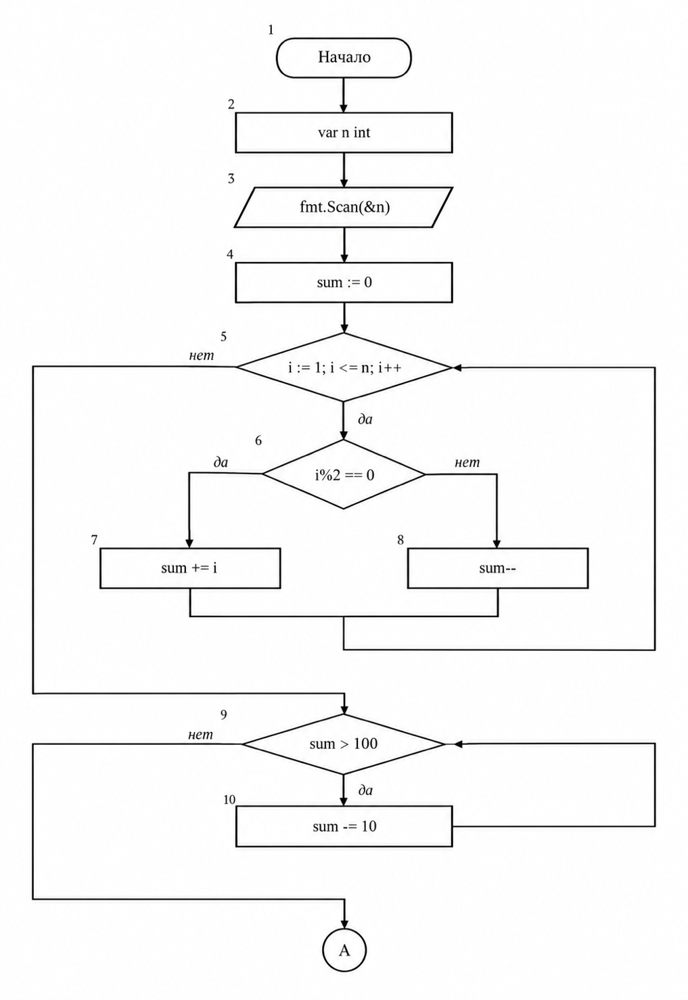 1
Начало
2
var n int
3
fmt.Scan(&n)
4
sum := 0
5
нет
i := 1; i <= n; i++
да
6
да
i%2 == 0
нет
7
sum += i
8
sum--
9
нет
sum > 100
да
10
sum -= 10
A